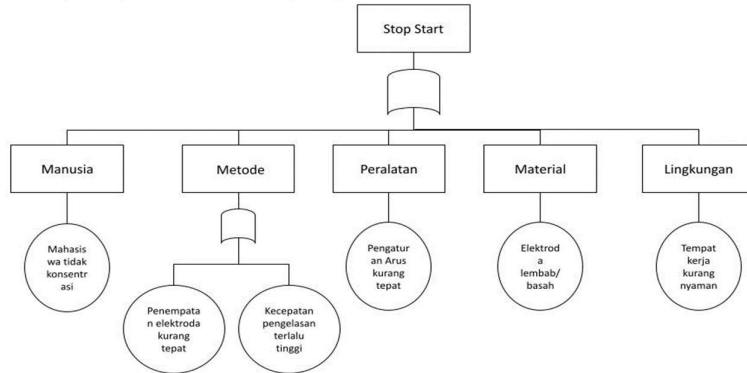 Stop Start
Manusia
Metode
Peralatan
Material
Lingkungan
Mahasis
wa tidak
konsentr
asi
Pengatur
an Arus
kurang
tepat
Elektrod
a
lembab/
basah
Tempat
kerja
kurang
nyaman
Penempata
n elektroda
kurang
tepat
Kecepatan
pengelasan
terlalu
tinggi